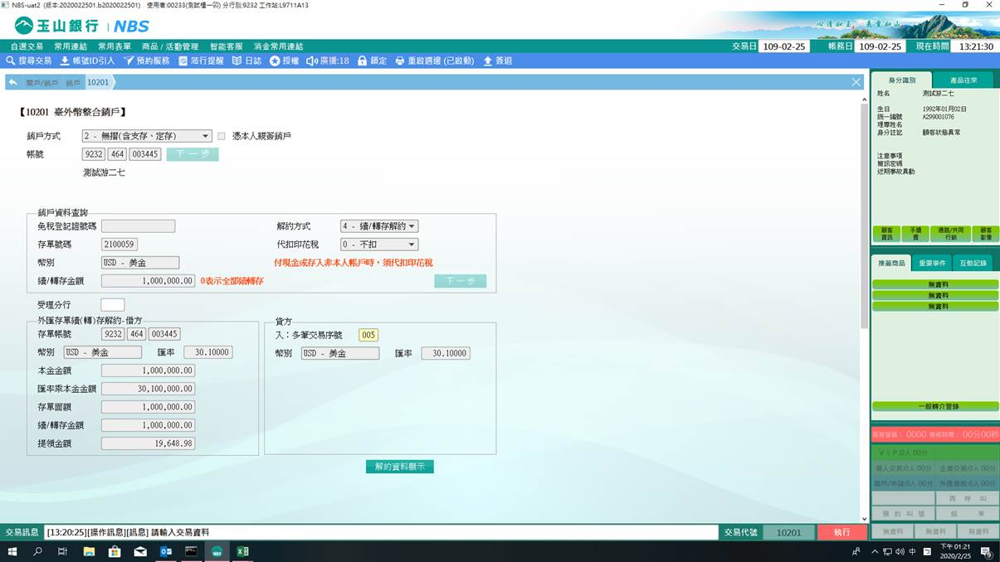 NBS-uat2 (版本:2020022501.b2020022501) 使用者:00233(測試櫃一卯) 分行別:9232 工作站:L9711A13
玉山銀行 NBS
心清如玉，義重如山
自選交易 常用連結 常用表單 商品 / 活動管理 智能客服 消金常用連結
交易日 109-02-25 帳務日 109-02-25 現在時間 13:21:30
搜尋交易 帳號ID引入 預約服務 蒞行提醒 日誌 授權 廣播:18 鎖定 重啟週邊 (已啟動) 簽退
開戶/銷戶 銷戶 10201
【10201 臺外幣整合銷戶】
銷戶方式 2 - 無摺(含支存、定存) 憑本人親簽銷戶
帳號 9232 464 003445 下一步
測試游二七
銷戶資料查詢
免稅登記證號碼 解約方式 4 - 續/轉存解約
存單號碼 2100059 代扣印花稅 0 - 不扣
幣別 USD - 美金 付現金或存入非本人帳戶時，須代扣印花稅
續/轉存金額 1,000,000.00 0表示全部續轉存 下一步
受理分行
外匯存單續(轉)存解約-借方
存單帳號 9232 464 003445
幣別 USD - 美金 匯率 30.10000
本金金額 1,000,000.00
匯率乘本金金額 30,100,000.00
存單面額 1,000,000.00
續/轉存金額 1,000,000.00
提領金額 19,648.98
貸方
入：多筆交易序號 005
幣別 USD - 美金 匯率 30.10000
解約資料顯示
身分識別 產品往來
姓名 測試游二七
生日 1992年01月02日
統一編號 A299001076
理專姓名
身分註記 顧客狀態異常
注意事項
簡訊密碼
近期事故異動
顧客資訊 手續費 通路/共同行銷 顧客影像
推薦商品 重要事件 互動記錄
無資料
無資料
無資料
一般轉介登錄
0000 00分00秒
V I P:0人 00分
個人交易:0人 00分 企業交易:0人 00分
開戶/申請:0人 00分 外匯業務:0人 00分
再 呼 叫
預 約 叫 號 結 束
無資料 無資料 無資料
交易訊息 [13:20:25][操作訊息][訊息] 請輸入交易資料 交易代號 10201 執行
中 下午 01:21
2020/2/25